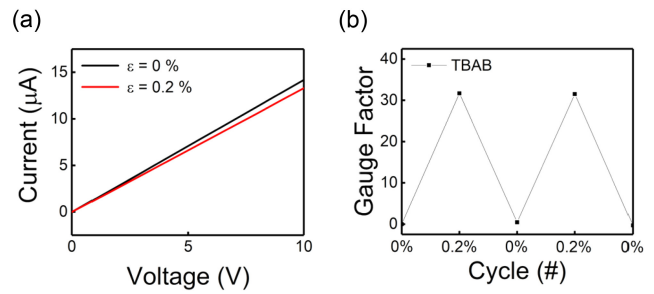 (a)
ε = 0 %
ε = 0.2 %
15
10
5
0
Current (µA)
0
5
10
Voltage (V)
(b)
TBAB
40
30
20
10
0
Gauge Factor
0%
0.2%
0%
0.2%
0%
Cycle (#)